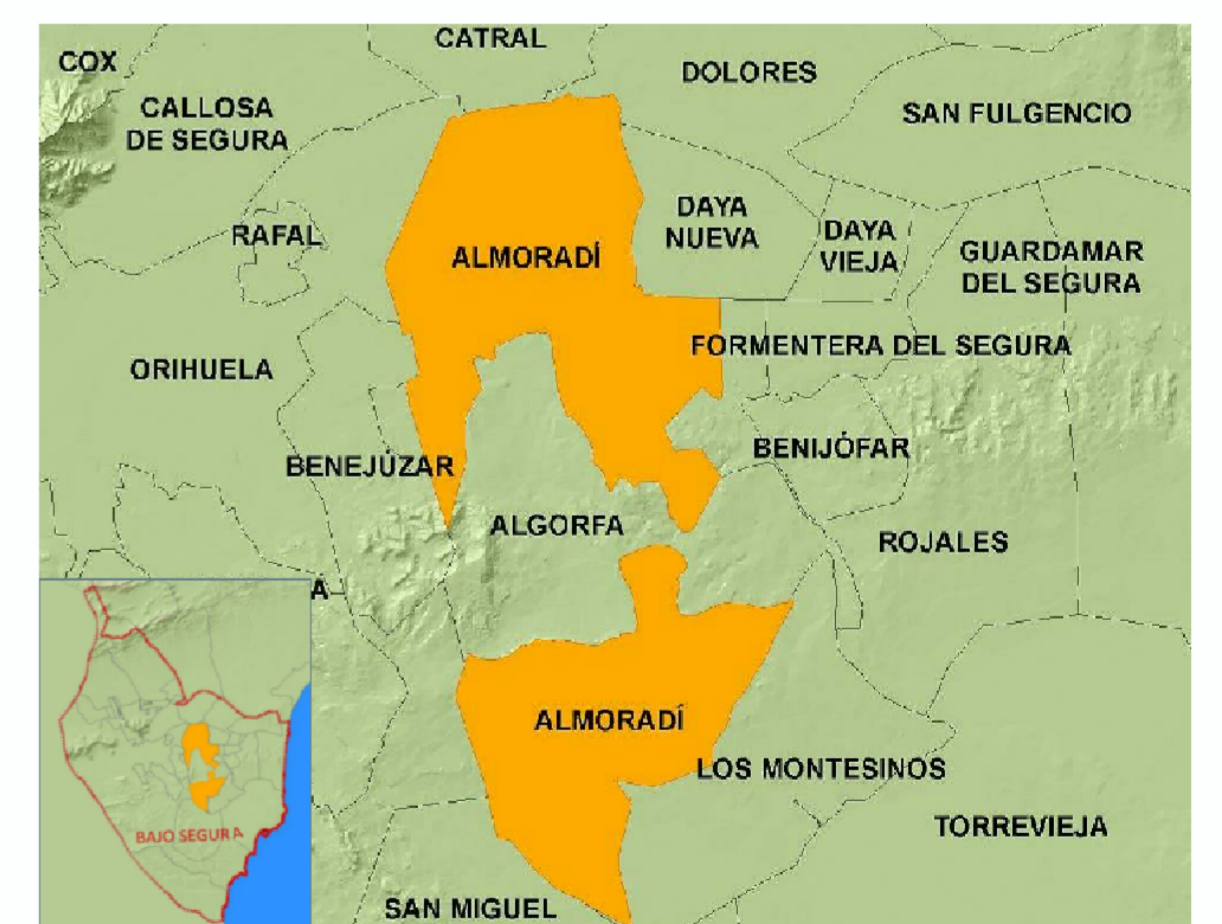 CATRAL
COX
DOLORES
CALLOSA
DE SEGURA
SAN FULGENCIO
RAFAL
DAYA
NUEVA
DAYA
VIEJA
ALMORADÍ
GUARDAMAR
DEL SEGURA
ORIHUELA
FORMENTERA DEL SEGURA
BENEJÚZAR
BENIJÓFAR
ALGORFA
ROJALES
Á
ALMORADÍ
LOS MONTESINOS
BAJO SEGURA
TORREVIEJA
SAN MIGUEL